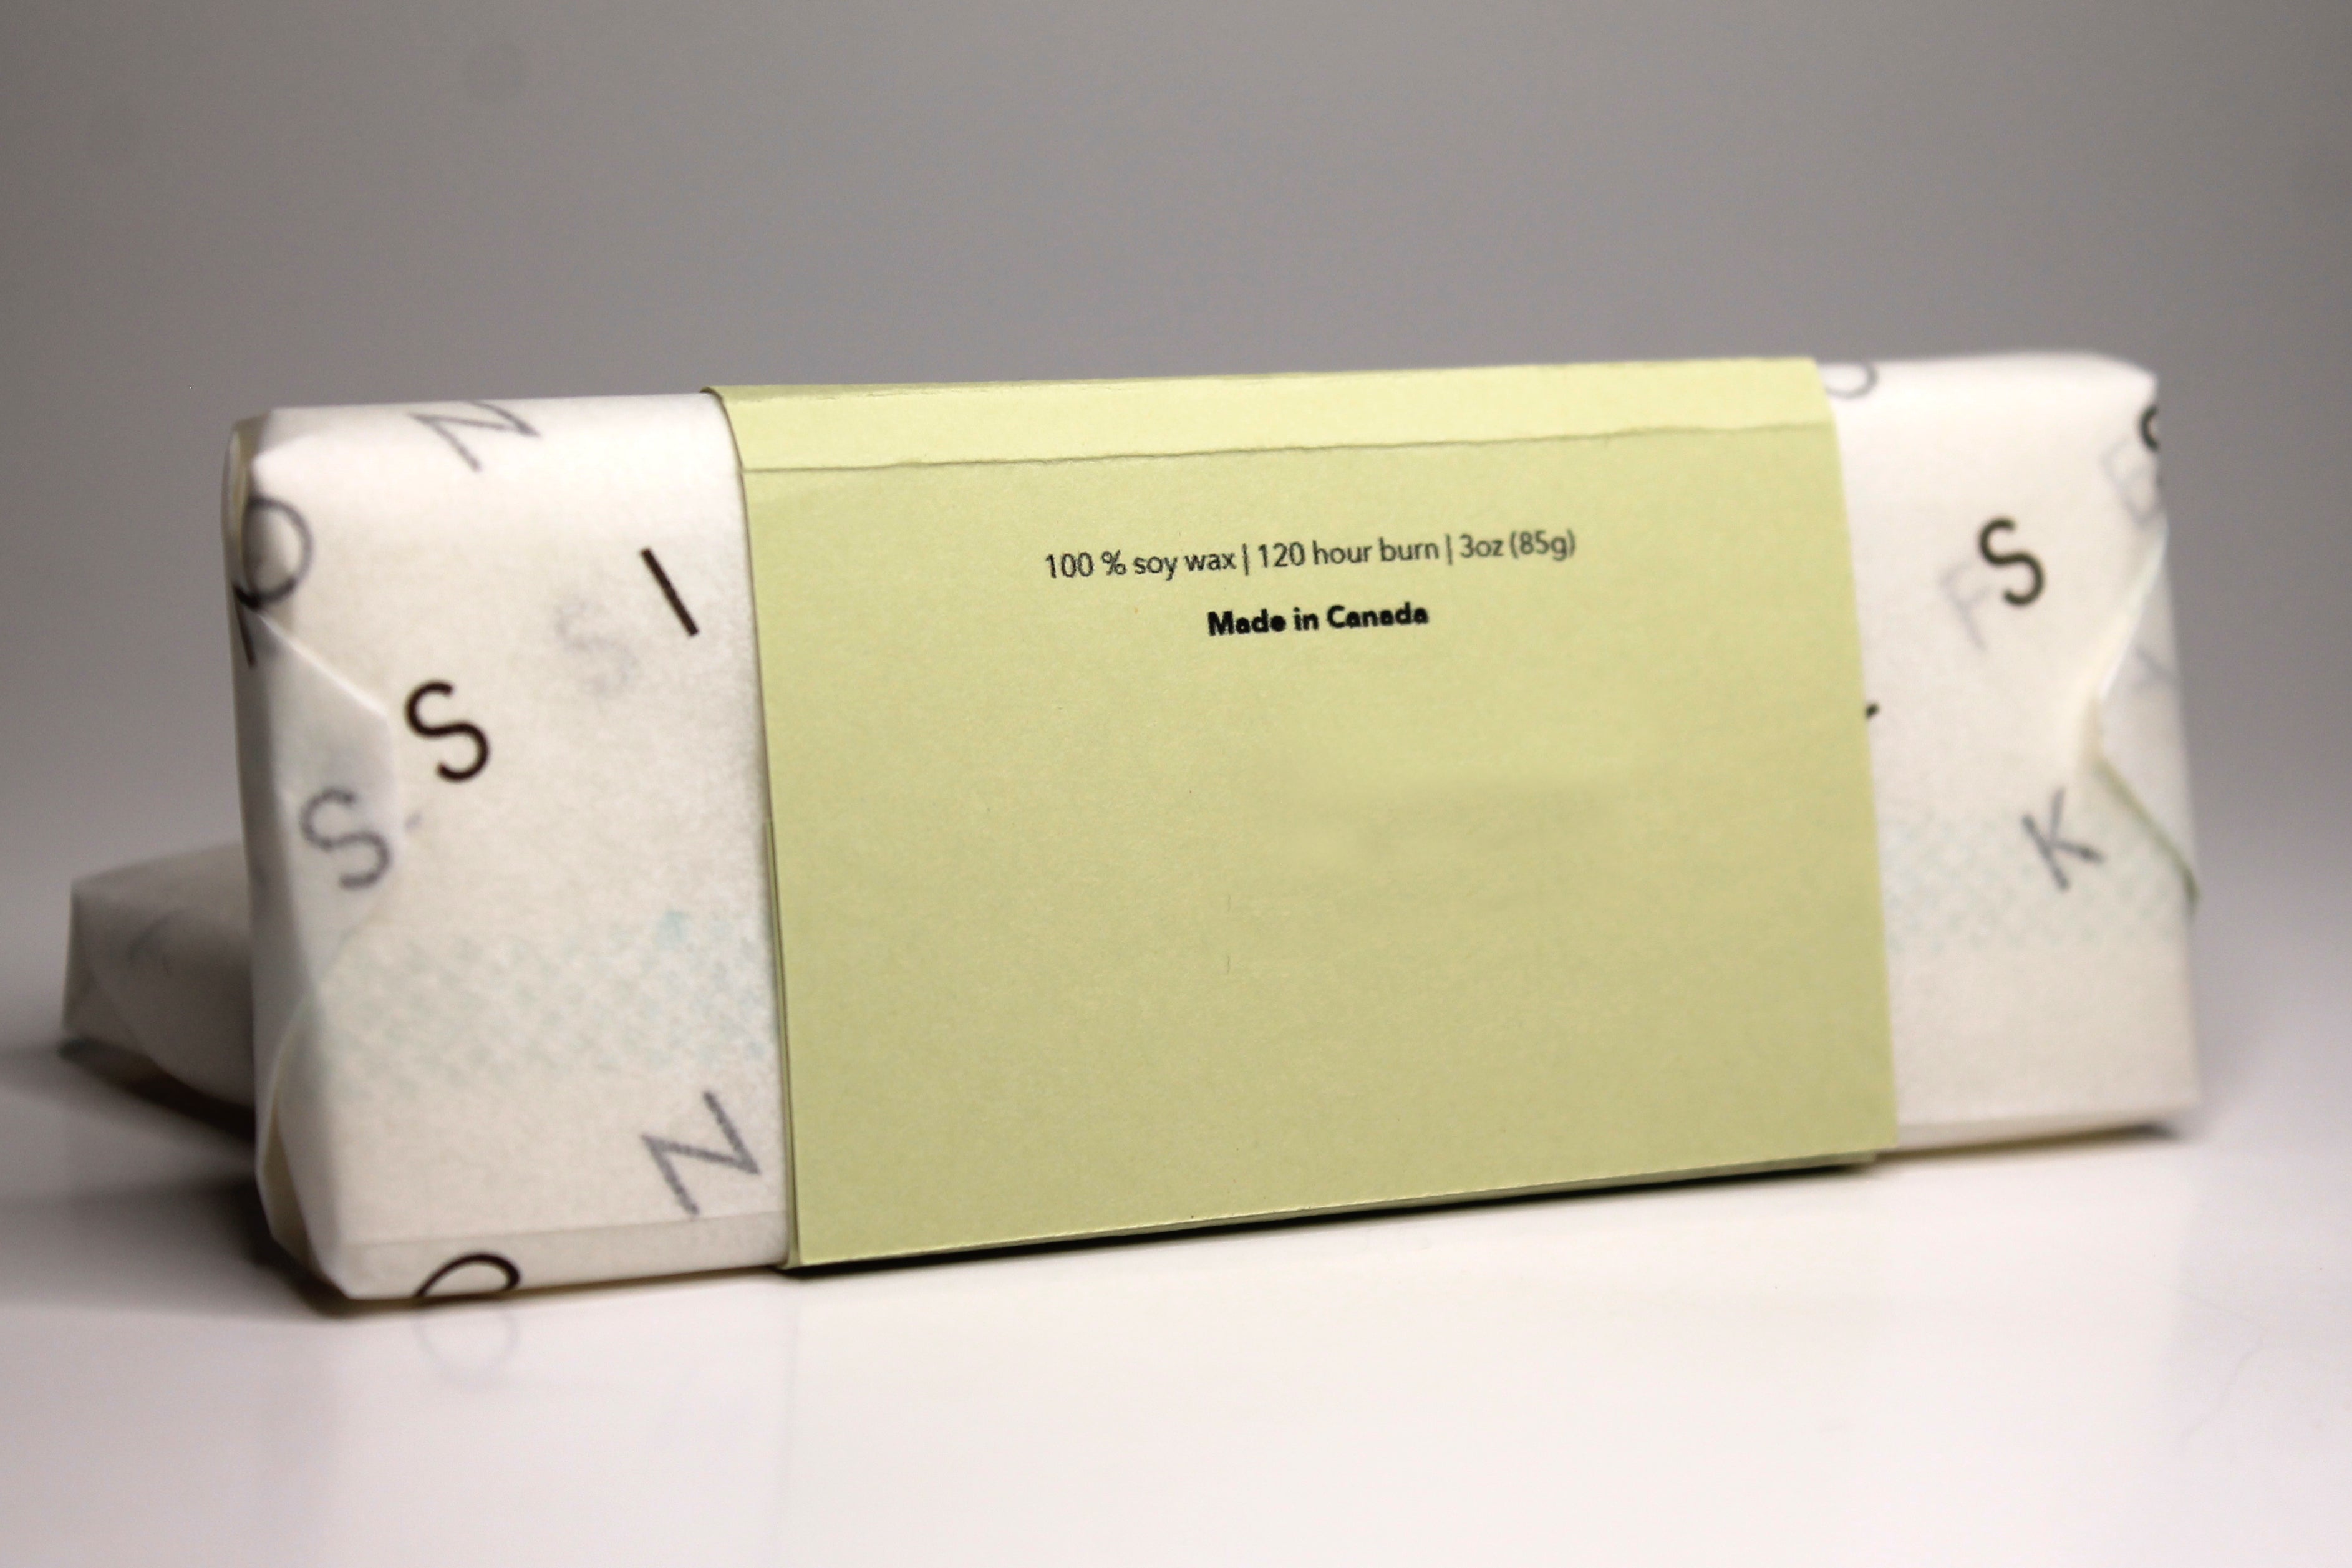 100 % soy wax | 120 hour burn | 3oz (85g)
Made in Canada
N
O
S
I
S
S
S
N
O
S
F
K